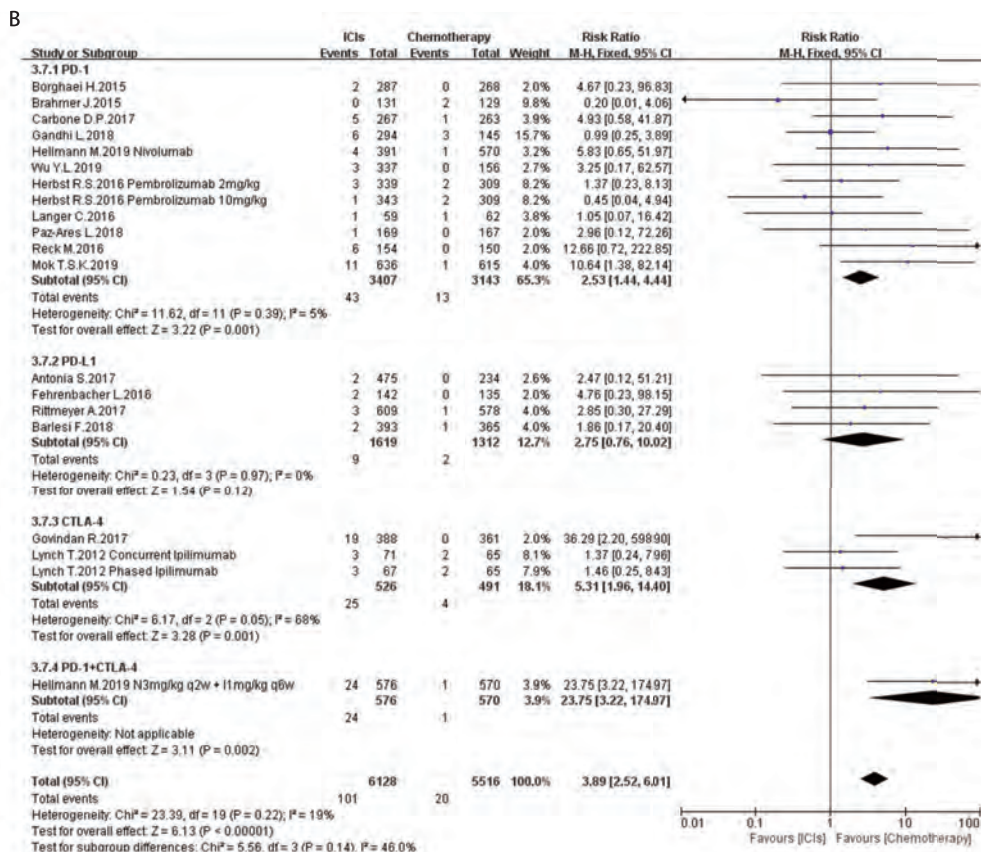 B
ICIs Chemotherapy Risk Ratio Risk Ratio
Study or Subgroup Events Total Events Total Weight M-H, Fixed, 95% CI M-H, Fixed, 95% CI
3.7.1 PD-1
Borghaei H.2015 2 287 0 268 2.0% 4.67 [0.23, 96.83]
Brahmer J.2015 0 131 2 129 9.8% 0.20 [0.01, 4.06]
Carbone D.P.2017 5 267 1 263 3.9% 4.93 [0.58, 41.87]
Gandhi L.2018 6 294 3 145 15.7% 0.99 [0.25, 3.89]
Hellmann M.2019 Nivolumab 4 391 1 570 3.2% 5.83 [0.65, 51.97]
Wu Y.L.2019 3 337 0 156 2.7% 3.25 [0.17, 62.57]
Herbst R.S.2016 Pembrolizumab 2mg/kg 3 339 2 309 8.2% 1.37 [0.23, 8.13]
Herbst R.S.2016 Pembrolizumab 10mg/kg 1 343 2 309 8.2% 0.45 [0.04, 4.94]
Langer C.2016 1 59 1 62 3.8% 1.05 [0.07, 16.42]
Paz-Ares L.2018 1 169 0 167 2.0% 2.96 [0.12, 72.26]
Reck M.2016 6 154 0 150 2.0% 12.66 [0.72, 222.85]
Mok T.S.K.2019 11 636 1 615 4.0% 10.64 [1.38, 82.14]
Subtotal (95% CI) 3407 3143 65.3% 2.53 [1.44, 4.44]
Total events 43 13
Heterogeneity: Chi² = 11.62, df = 11 (P = 0.39); I² = 5%
Test for overall effect: Z = 3.22 (P = 0.001)
3.7.2 PD-L1
Antonia S.2017 2 475 0 234 2.6% 2.47 [0.12, 51.21]
Fehrenbacher L.2016 2 142 0 135 2.0% 4.76 [0.23, 98.15]
Rittmeyer A.2017 3 609 1 578 4.0% 2.85 [0.30, 27.29]
Barlesi F.2018 2 393 1 365 4.0% 1.86 [0.17, 20.40]
Subtotal (95% CI) 1619 1312 12.7% 2.75 [0.76, 10.02]
Total events 9 2
Heterogeneity: Chi² = 0.23, df = 3 (P = 0.97); I² = 0%
Test for overall effect: Z = 1.54 (P = 0.12)
3.7.3 CTLA-4
Govindan R.2017 19 388 0 361 2.0% 36.29 [2.20, 598.90]
Lynch T.2012 Concurrent Ipilimumab 3 71 2 65 8.1% 1.37 [0.24, 7.96]
Lynch T.2012 Phased Ipilimumab 3 67 2 65 7.9% 1.46 [0.25, 8.43]
Subtotal (95% CI) 526 491 18.1% 5.31 [1.96, 14.40]
Total events 25 4
Heterogeneity: Chi² = 6.17, df = 2 (P = 0.05); I² = 68%
Test for overall effect: Z = 3.28 (P = 0.001)
3.7.4 PD-1+CTLA-4
Hellmann M.2019 N3mg/kg q2w + I1mg/kg q6w 24 576 1 570 3.9% 23.75 [3.22, 174.97]
Subtotal (95% CI) 576 570 3.9% 23.75 [3.22, 174.97]
Total events 24 1
Heterogeneity: Not applicable
Test for overall effect: Z = 3.11 (P = 0.002)
Total (95% CI) 6128 5516 100.0% 3.89 [2.52, 6.01]
Total events 101 20
Heterogeneity: Chi² = 23.39, df = 19 (P = 0.22); I² = 19%
Test for overall effect: Z = 6.13 (P < 0.00001)
Test for subgroup differences: Chi² = 5.56, df = 3 (P = 0.14), I² = 46.0%
0.01 0.1 1 10 100
Favours [ICIs] Favours [Chemotherapy]